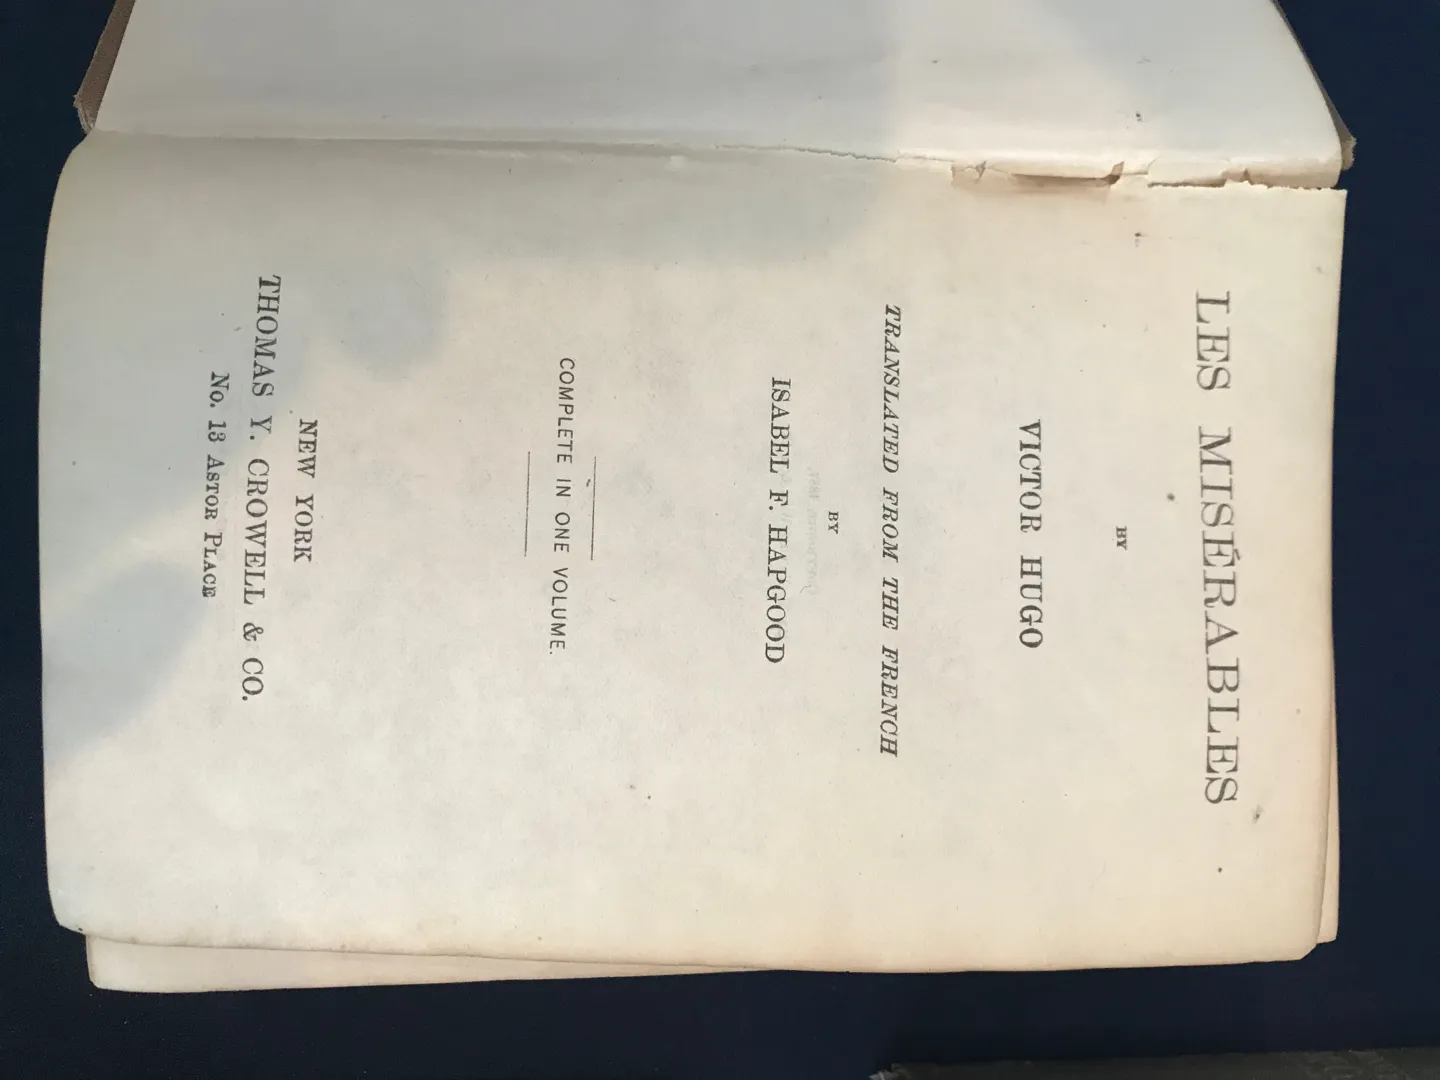 LES MISÉRABLES
BY
VICTOR HUGO
TRANSLATED FROM THE FRENCH
BY
ISABEL F. HAPGOOD
COMPLETE IN ONE VOLUME.
NEW YORK
THOMAS Y. CROWELL & CO.
No. 13 Astor Place